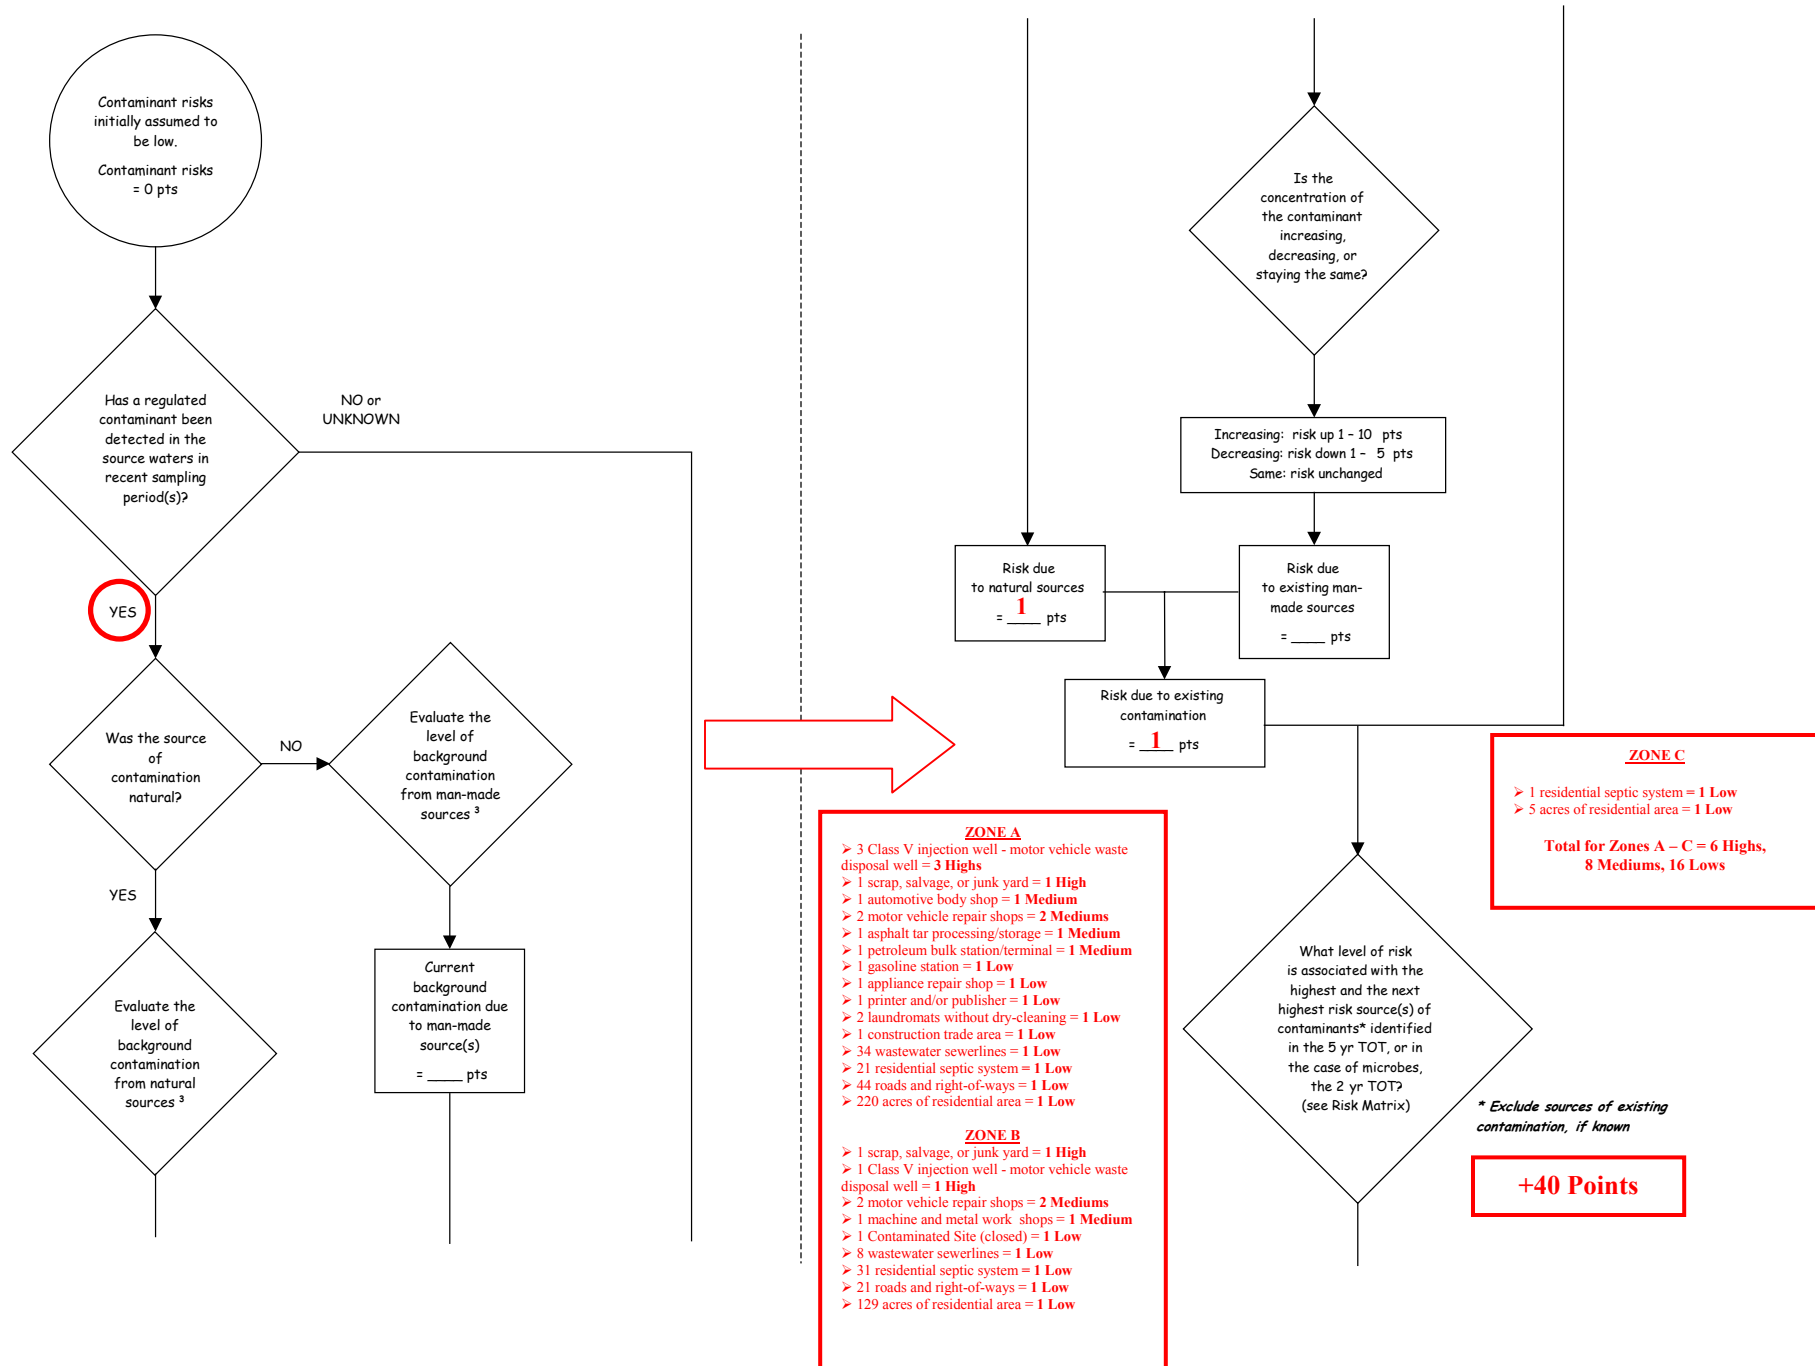 Contaminant risks
initially assumed to
be low.
Contaminant risks
= 0 pts
Has a regulated
contaminant been
detected in the
source waters in
recent sampling
period(s)?
NO or
UNKNOWN
YES
Was the source
of
contamination
natural?
NO
Evaluate the
level of
background
contamination
from man-made
sources ³
YES
Evaluate the
level of
background
contamination
from natural
sources ³
Current
background
contamination due
to man-made
source(s)
= ____ pts
Is the
concentration of
the contaminant
increasing,
decreasing, or
staying the same?
Increasing: risk up 1 – 10 pts
Decreasing: risk down 1 – 5 pts
Same: risk unchanged
Risk due
to natural sources
1
= ____ pts
Risk due
to existing man-
made sources
= ____ pts
Risk due to existing
contamination
= _1_ pts
ZONE A
➢ 3 Class V injection well - motor vehicle waste
disposal well = 3 Highs
➢ 1 scrap, salvage, or junk yard = 1 High
➢ 1 automotive body shop = 1 Medium
➢ 2 motor vehicle repair shops = 2 Mediums
➢ 1 asphalt tar processing/storage = 1 Medium
➢ 1 petroleum bulk station/terminal = 1 Medium
➢ 1 gasoline station = 1 Low
➢ 1 appliance repair shop = 1 Low
➢ 1 printer and/or publisher = 1 Low
➢ 2 laundromats without dry-cleaning = 1 Low
➢ 1 construction trade area = 1 Low
➢ 34 wastewater sewerlines = 1 Low
➢ 21 residential septic system = 1 Low
➢ 44 roads and right-of-ways = 1 Low
➢ 220 acres of residential area = 1 Low
ZONE B
➢ 1 scrap, salvage, or junk yard = 1 High
➢ 1 Class V injection well - motor vehicle waste
disposal well = 1 High
➢ 2 motor vehicle repair shops = 2 Mediums
➢ 1 machine and metal work shops = 1 Medium
➢ 1 Contaminated Site (closed) = 1 Low
➢ 8 wastewater sewerlines = 1 Low
➢ 31 residential septic system = 1 Low
➢ 21 roads and right-of-ways = 1 Low
➢ 129 acres of residential area = 1 Low
ZONE C
➢ 1 residential septic system = 1 Low
➢ 5 acres of residential area = 1 Low
Total for Zones A – C = 6 Highs,
8 Mediums, 16 Lows
What level of risk
is associated with the
highest and the next
highest risk source(s) of
contaminants* identified
in the 5 yr TOT, or in
the case of microbes,
the 2 yr TOT?
(see Risk Matrix)
* Exclude sources of existing
contamination, if known
+40 Points